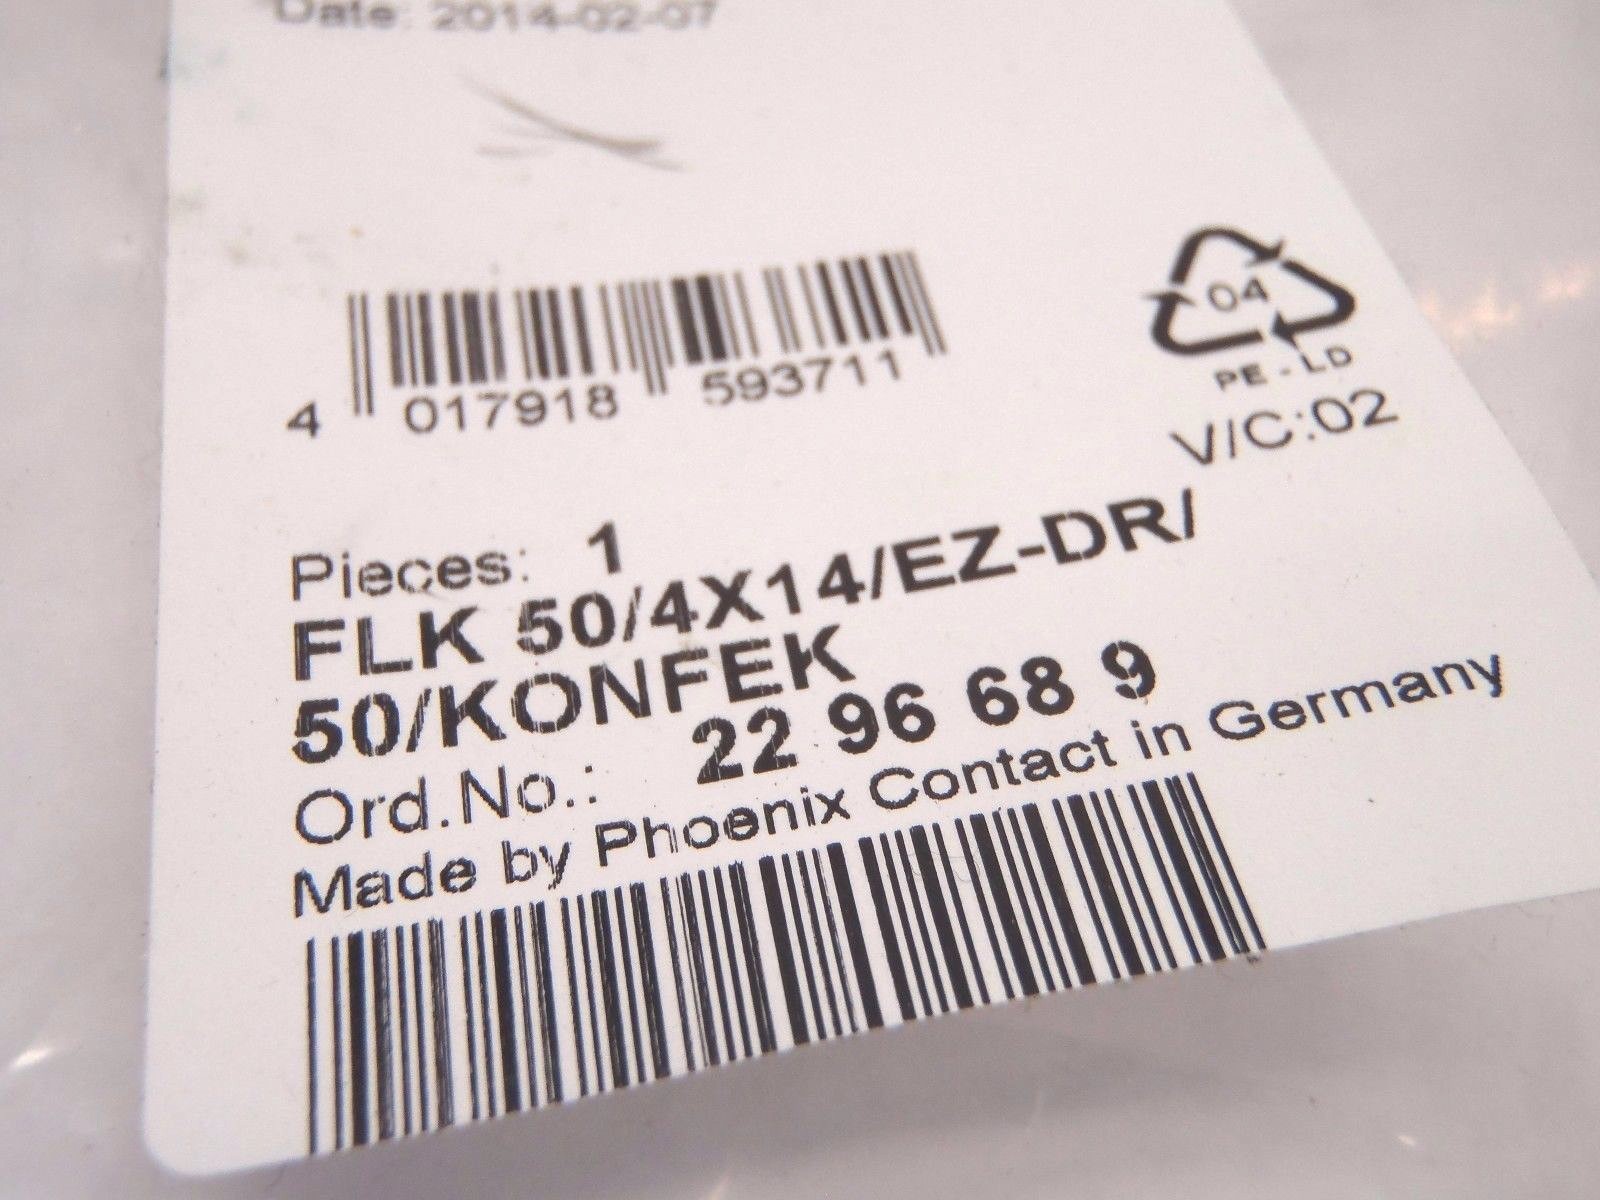 Date: 2014-02-07
4 017918 593711
04
PE-LD
V/C:02
Pieces: 1
FLK 50/4X14/EZ-DR/
50/KONFEK
Ord.No.: 22 96 68 9
Made by Phoenix Contact in Germany